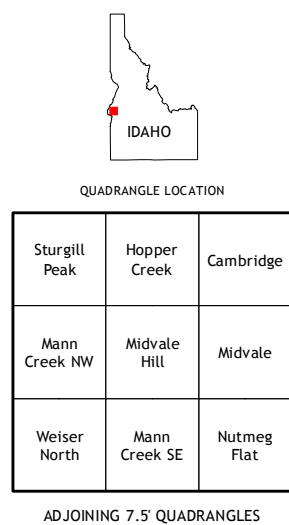 IDAHO
QUADRANGLE LOCATION
Sturgill
Peak
Hopper
Creek
Cambridge
Mann
Creek NW
Midvale
Hill
Midvale
Weiser
North
Mann
Creek SE
Nutmeg
Flat
ADJOINING 7.5' QUADRANGLES